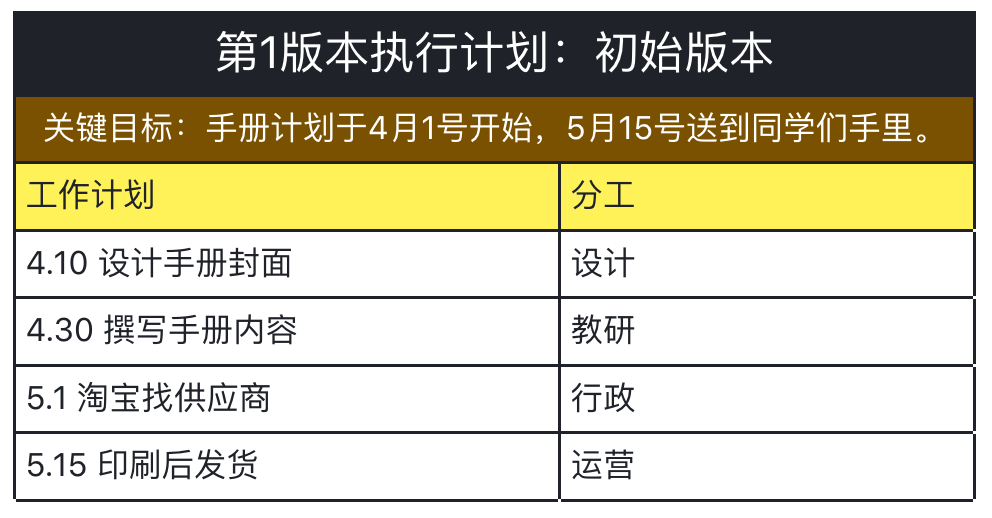 第1版本执行计划：初始版本
关键目标：手册计划于4月1号开始，5月15号送到同学们手里。
工作计划 分工
4.10 设计手册封面 设计
4.30 撰写手册内容 教研
5.1 淘宝找供应商 行政
5.15 印刷后发货 运营